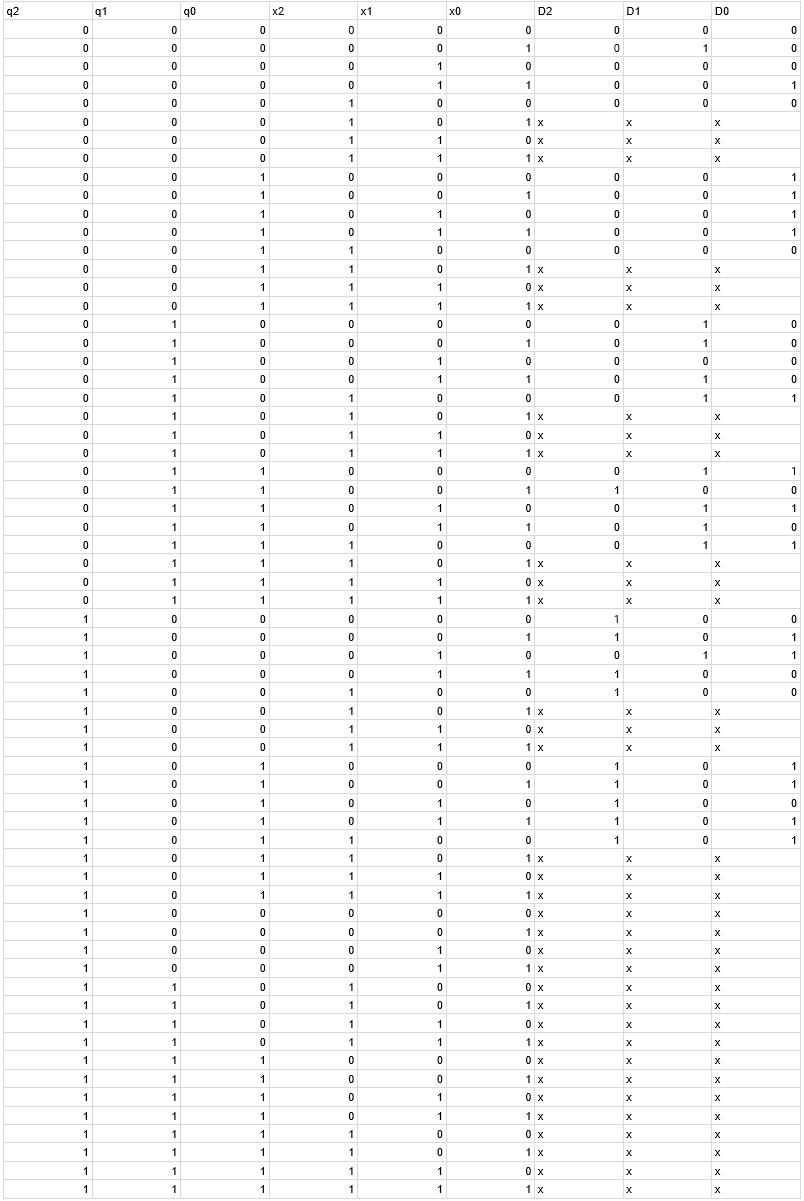 q2 q1 q0 x2 x1 x0 D2 D1 D0
0 0 0 0 0 0 0 0 0
0 0 0 0 0 1 0 1 0
0 0 0 0 1 0 0 0 0
0 0 0 0 1 1 0 0 1
0 0 0 1 0 0 0 0 0
0 0 0 1 0 1 x x x
0 0 0 1 1 0 x x x
0 0 0 1 1 1 x x x
0 0 1 0 0 0 0 0 1
0 0 1 0 0 1 0 0 1
0 0 1 0 1 0 0 0 1
0 0 1 0 1 1 0 0 1
0 0 1 1 0 0 0 0 0
0 0 1 1 0 1 x x x
0 0 1 1 1 0 x x x
0 0 1 1 1 1 x x x
0 1 0 0 0 0 0 1 0
0 1 0 0 0 1 0 1 0
0 1 0 0 1 0 0 0 0
0 1 0 0 1 1 0 1 0
0 1 0 1 0 0 0 1 1
0 1 0 1 0 1 x x x
0 1 0 1 1 0 x x x
0 1 0 1 1 1 x x x
0 1 1 0 0 0 0 1 1
0 1 1 0 0 1 1 0 0
0 1 1 0 1 0 0 1 1
0 1 1 0 1 1 0 1 0
0 1 1 1 0 0 0 1 1
0 1 1 1 0 1 x x x
0 1 1 1 1 0 x x x
0 1 1 1 1 1 x x x
1 0 0 0 0 0 1 0 0
1 0 0 0 0 1 1 0 1
1 0 0 0 1 0 0 1 1
1 0 0 0 1 1 1 0 0
1 0 0 1 0 0 1 0 0
1 0 0 1 0 1 x x x
1 0 0 1 1 0 x x x
1 0 0 1 1 1 x x x
1 0 1 0 0 0 1 0 1
1 0 1 0 0 1 1 0 1
1 0 1 0 1 0 1 0 0
1 0 1 0 1 1 1 0 1
1 0 1 1 0 0 1 0 1
1 0 1 1 0 1 x x x
1 0 1 1 1 0 x x x
1 0 1 1 1 1 x x x
1 0 0 0 0 0 x x x
1 0 0 0 0 1 x x x
1 0 0 0 1 0 x x x
1 0 0 0 1 1 x x x
1 1 0 1 0 0 x x x
1 1 0 1 0 1 x x x
1 1 0 1 1 0 x x x
1 1 0 1 1 1 x x x
1 1 1 0 0 0 x x x
1 1 1 0 0 1 x x x
1 1 1 0 1 0 x x x
1 1 1 0 1 1 x x x
1 1 1 1 0 0 x x x
1 1 1 1 0 1 x x x
1 1 1 1 1 0 x x x
1 1 1 1 1 1 x x x